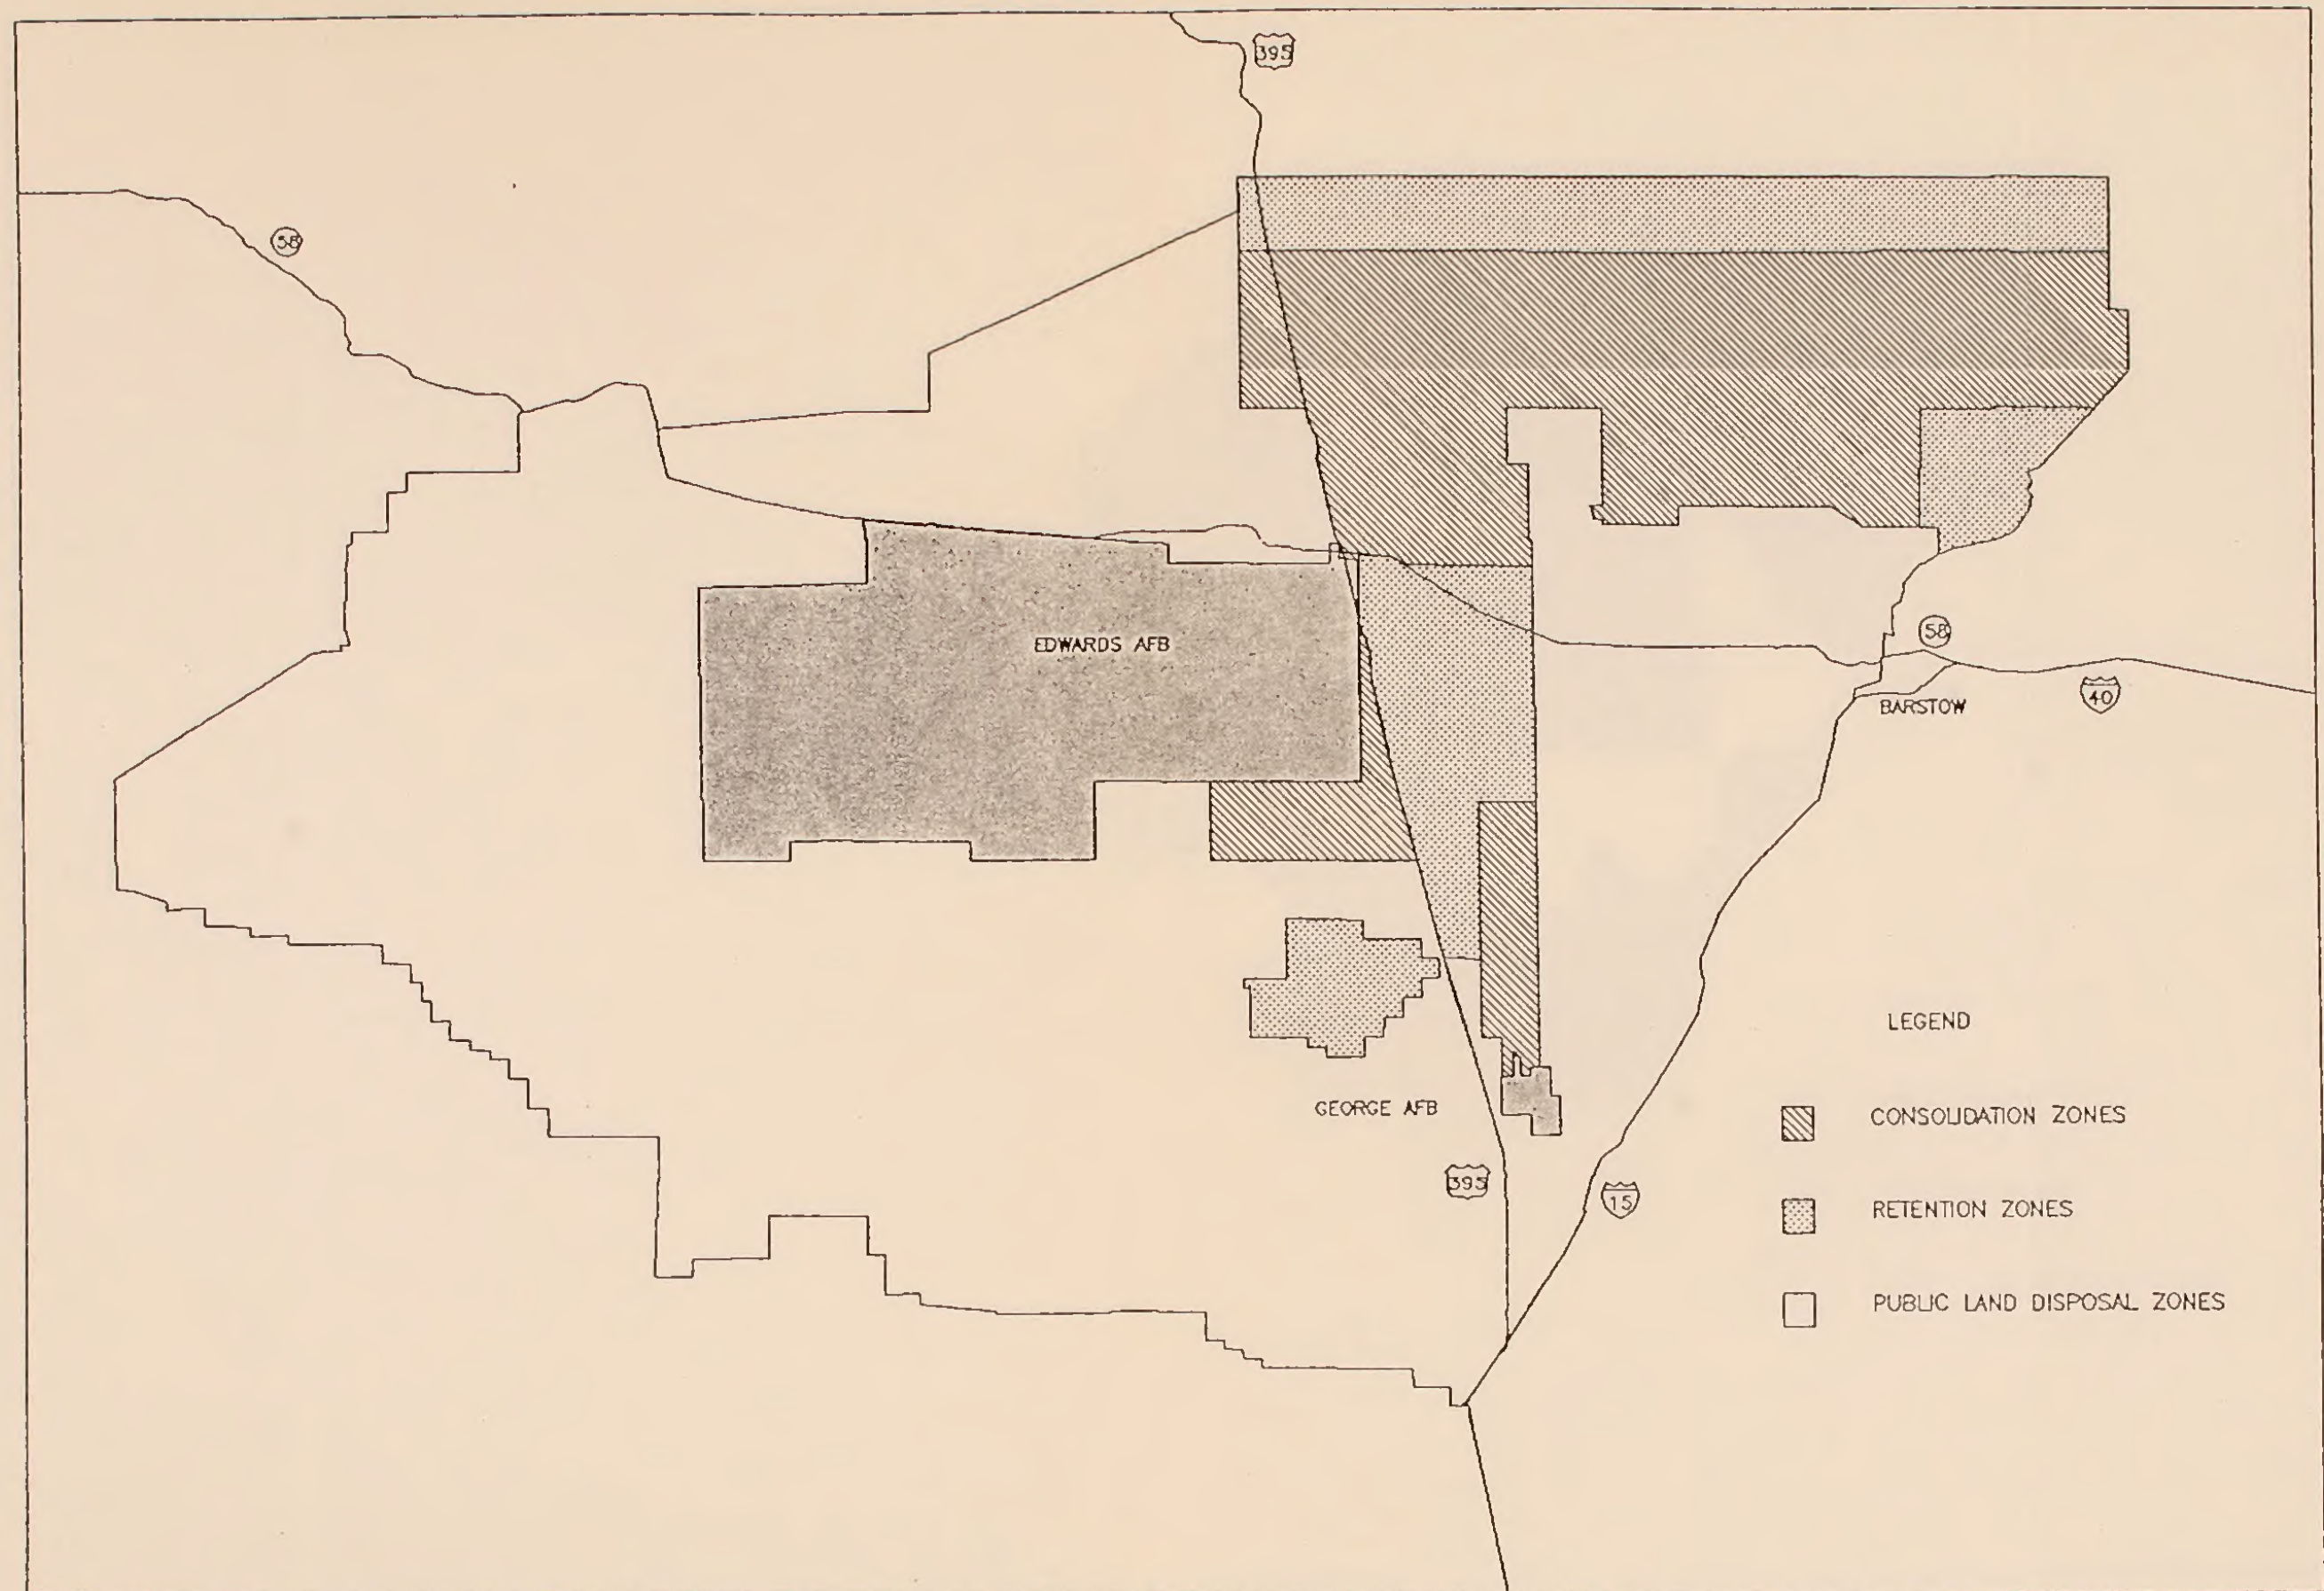 395
58
EDWARDS AFB
58
40
BARSTOW
LEGEND
GEORGE AFB
CONSOLIDATION ZONES
395
15
RETENTION ZONES
PUBLIC LAND DISPOSAL ZONES